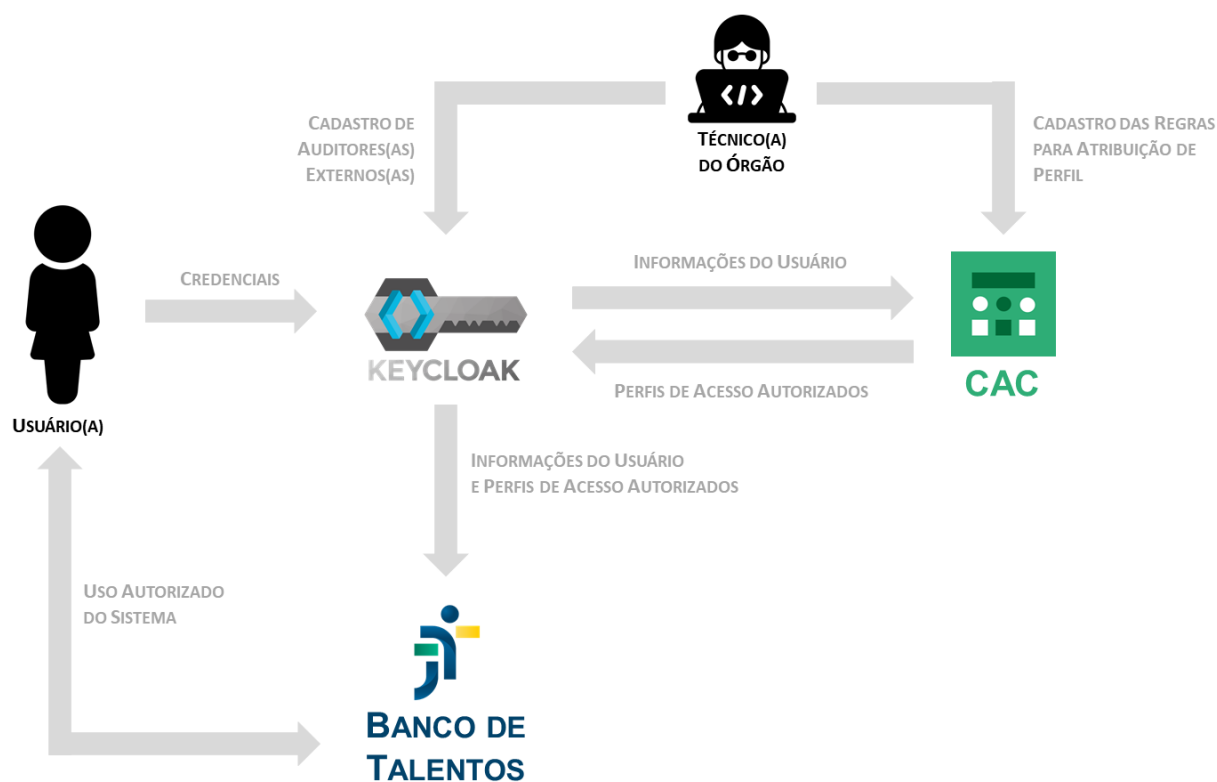 </>
TÉCNICO(A)
DO ÓRGÃO
CADASTRO DE
AUDITORES(AS)
EXTERNOS(AS)
CADASTRO DAS REGRAS
PARA ATRIBUIÇÃO DE
PERFIL
CREDENCIAIS
INFORMAÇÕES DO USUÁRIO
KEYCLOAK
PERFIS DE ACESSO AUTORIZADOS
CAC
USUÁRIO(A)
INFORMAÇÕES DO USUÁRIO
E PERFIS DE ACESSO AUTORIZADOS
USO AUTORIZADO
DO SISTEMA
BANCO DE
TALENTOS